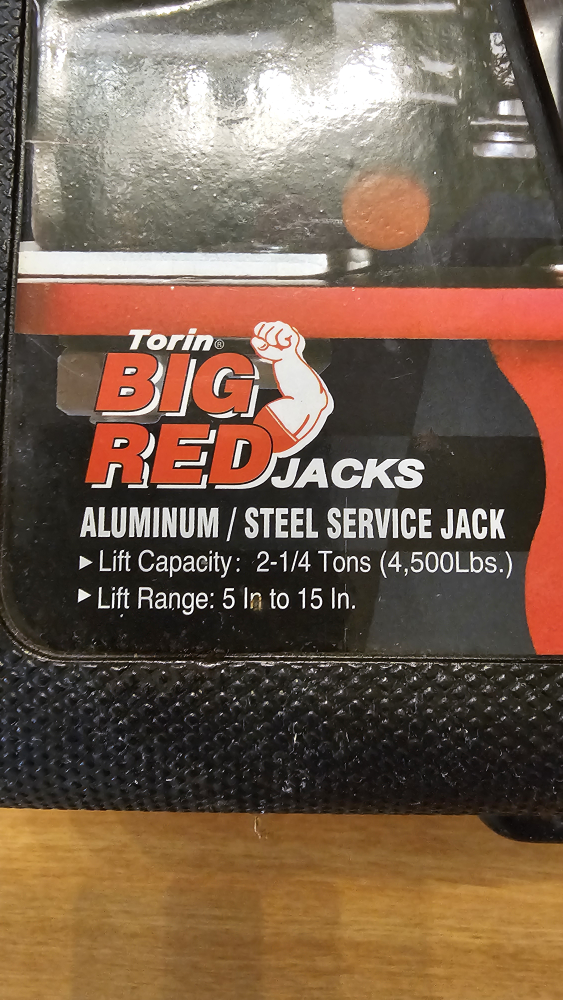 Torin®
BIG
RED JACKS
ALUMINUM / STEEL SERVICE JACK
▶ Lift Capacity: 2-1/4 Tons (4,500Lbs.)
▶ Lift Range: 5 In to 15 In.